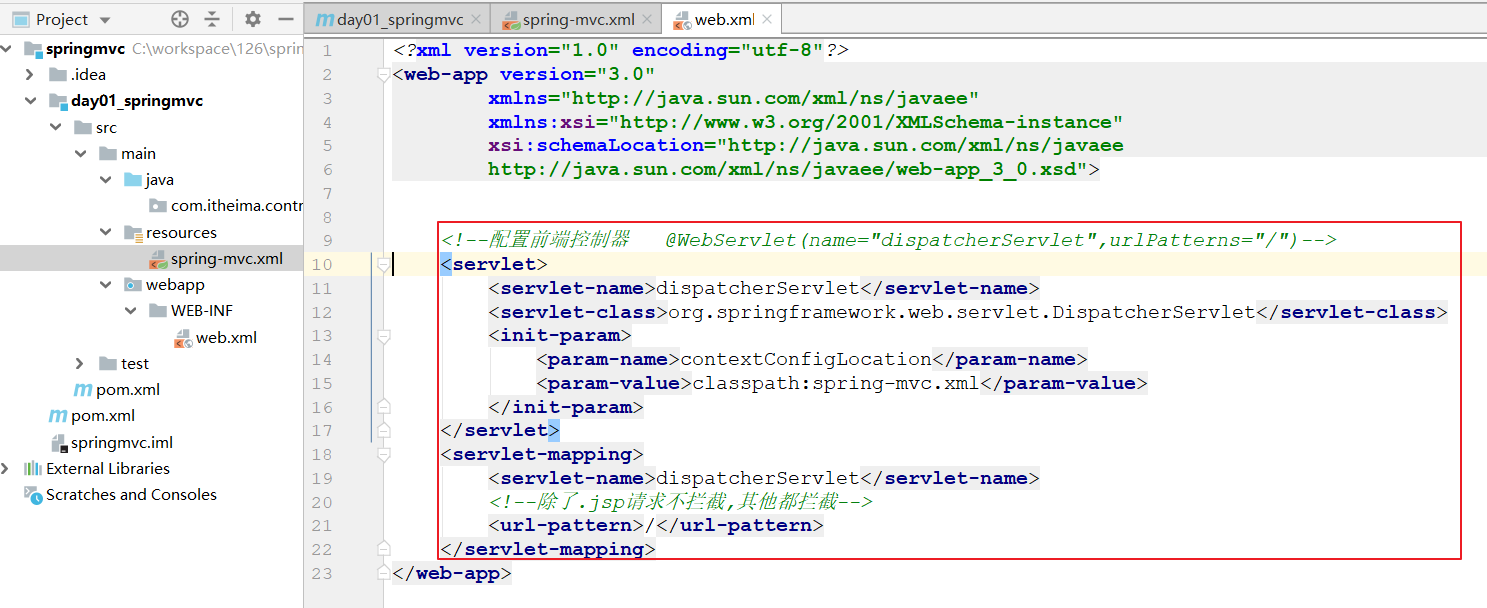 Project
day01_springmvc
spring-mvc.xml
web.xml
springmvc C:\workspace\126\sprin
.idea
day01_springmvc
src
main
java
com.itheima.contr
resources
spring-mvc.xml
webapp
WEB-INF
web.xml
test
pom.xml
pom.xml
springmvc.iml
External Libraries
Scratches and Consoles
1 <?xml version="1.0" encoding="utf-8"?>
2 <web-app version="3.0"
3 xmlns="http://java.sun.com/xml/ns/javaee"
4 xmlns:xsi="http://www.w3.org/2001/XMLSchema-instance"
5 xsi:schemaLocation="http://java.sun.com/xml/ns/javaee
6 http://java.sun.com/xml/ns/javaee/web-app_3_0.xsd">
7
8
9 <!--配置前端控制器 @WebServlet(name="dispatcherServlet",urlPatterns="/")-->
10 <servlet>
11 <servlet-name>dispatcherServlet</servlet-name>
12 <servlet-class>org.springframework.web.servlet.DispatcherServlet</servlet-class>
13 <init-param>
14 <param-name>contextConfigLocation</param-name>
15 <param-value>classpath:spring-mvc.xml</param-value>
16 </init-param>
17 </servlet>
18 <servlet-mapping>
19 <servlet-name>dispatcherServlet</servlet-name>
20 <!--除了.jsp请求不拦截,其他都拦截-->
21 <url-pattern>/</url-pattern>
22 </servlet-mapping>
23 </web-app>